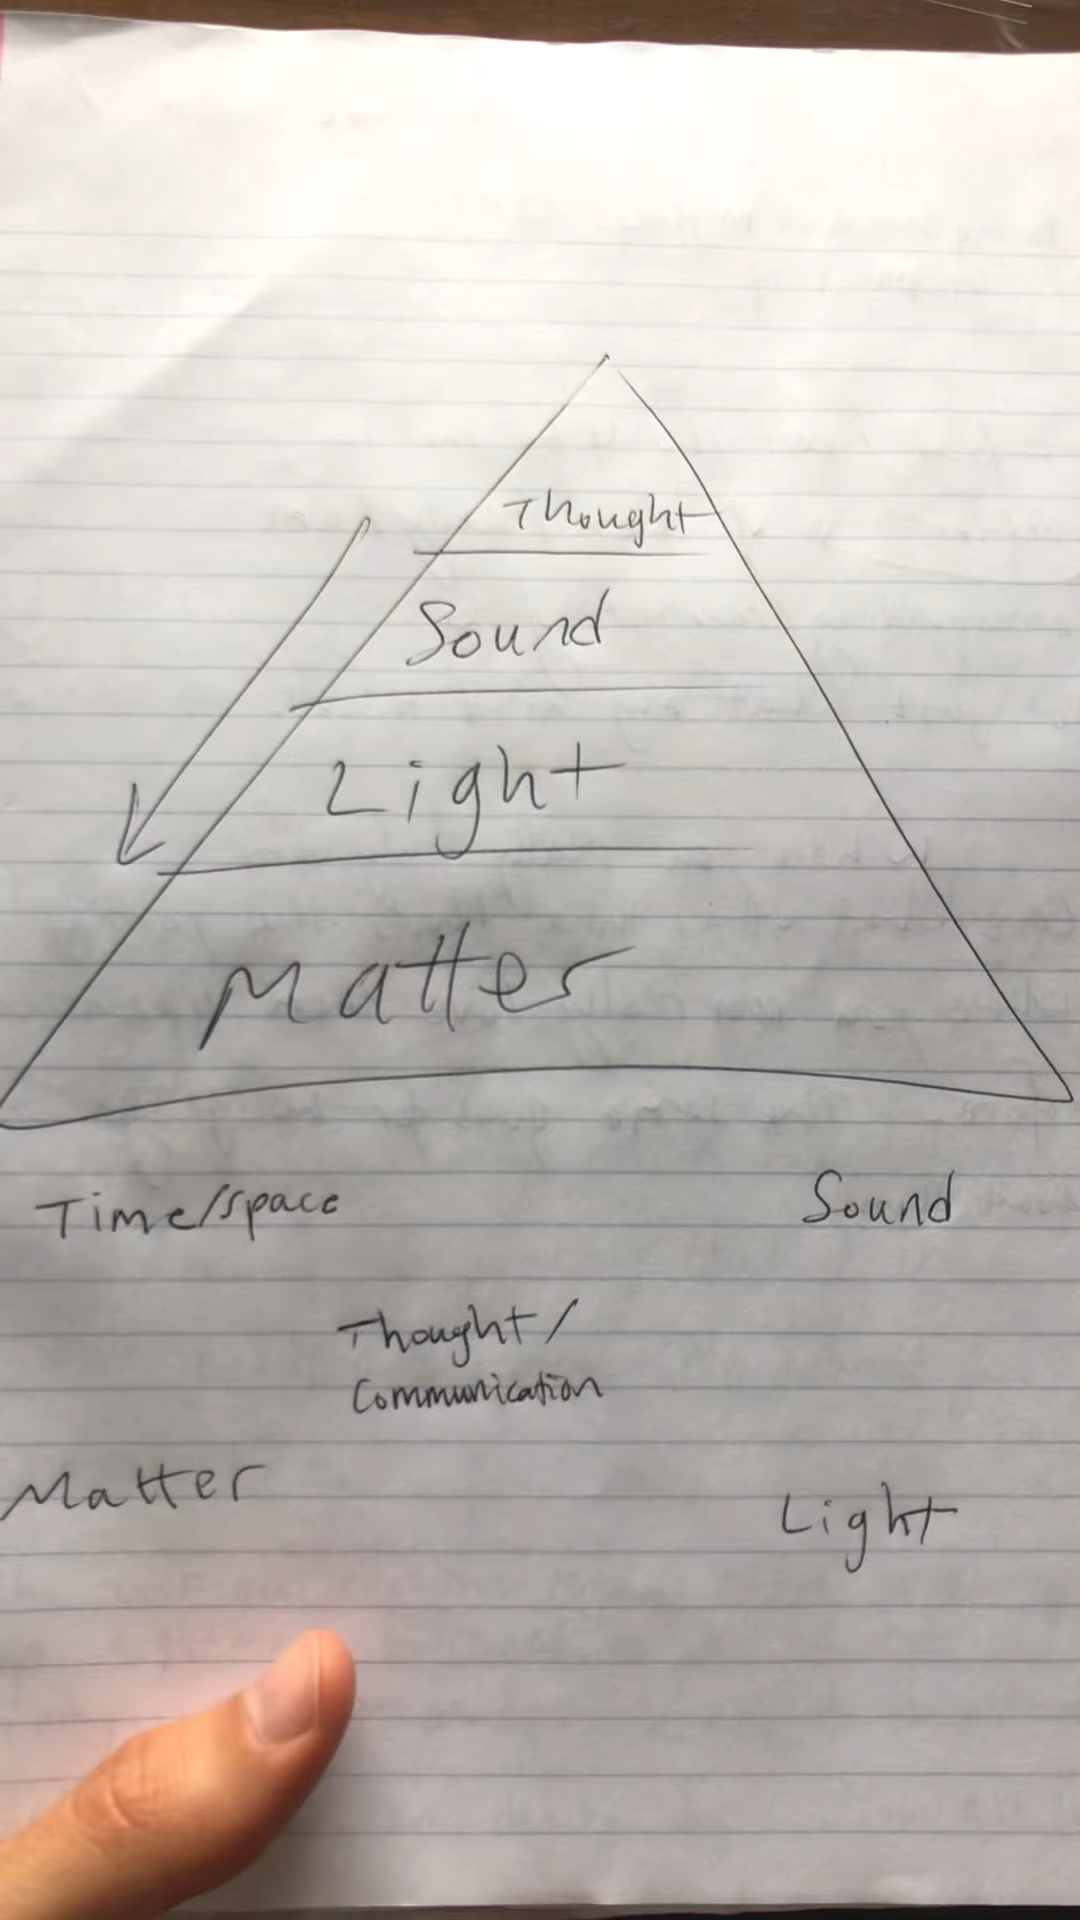 Thought
Sound
Light
Matter
Time/space
Sound
Thought/
Communication
Matter
Light